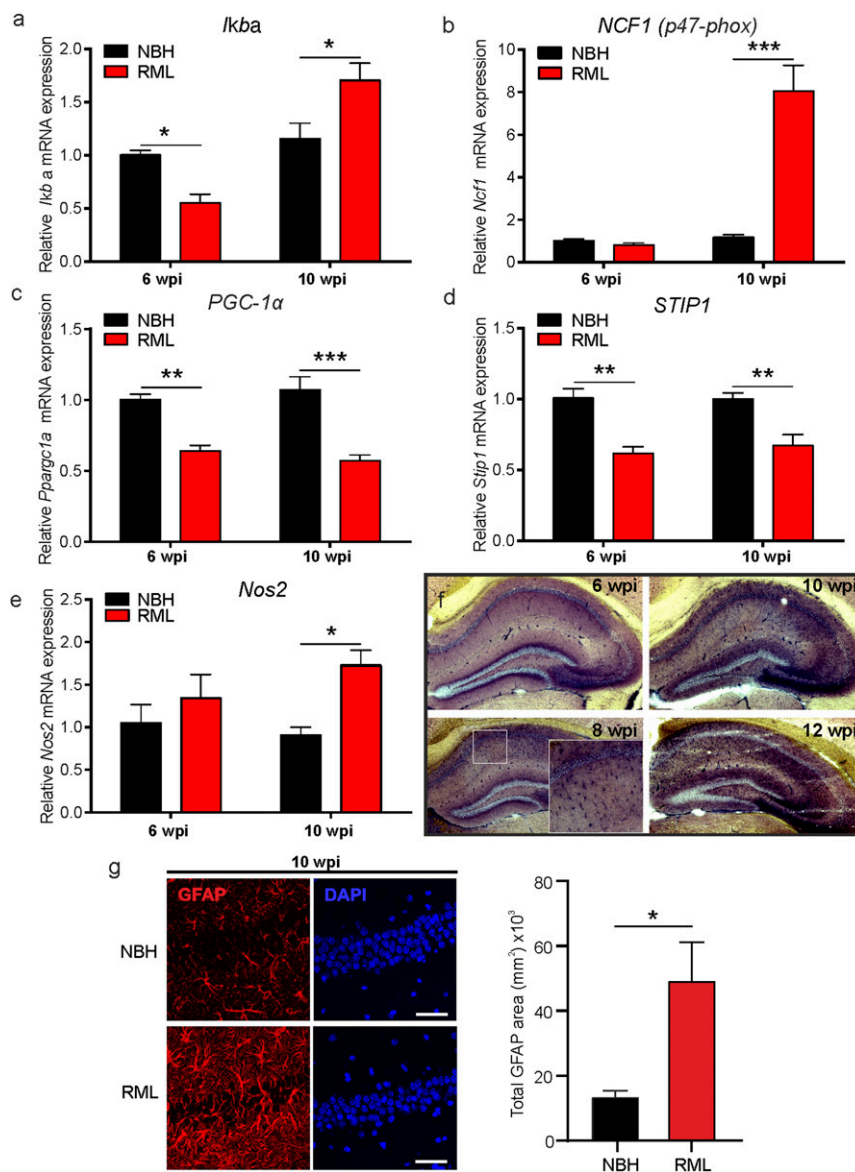 a
Ikba
NBH
RML
Relative Ikb a mRNA expression
2.0
1.5
1.0
0.5
0.0
*
*
6 wpi
10 wpi
b
NCF1 (p47-phox)
NBH
RML
Relative Ncf1 mRNA expression
10
8
6
4
2
0
***
6 wpi
10 wpi
c
PGC-1α
NBH
RML
Relative Ppargc1a mRNA expression
1.5
1.0
0.5
0.0
**
***
6 wpi
10 wpi
d
STIP1
NBH
RML
Relative Stip1 mRNA expression
1.5
1.0
0.5
0.0
**
**
6 wpi
10 wpi
e
Nos2
NBH
RML
Relative Nos2 mRNA expression
2.5
2.0
1.5
1.0
0.5
0.0
*
6 wpi
10 wpi
f
6 wpi
10 wpi
8 wpi
12 wpi
g
10 wpi
GFAP
DAPI
NBH
RML
Total GFAP area (mm²) x10³
80
60
40
20
0
*
NBH
RML